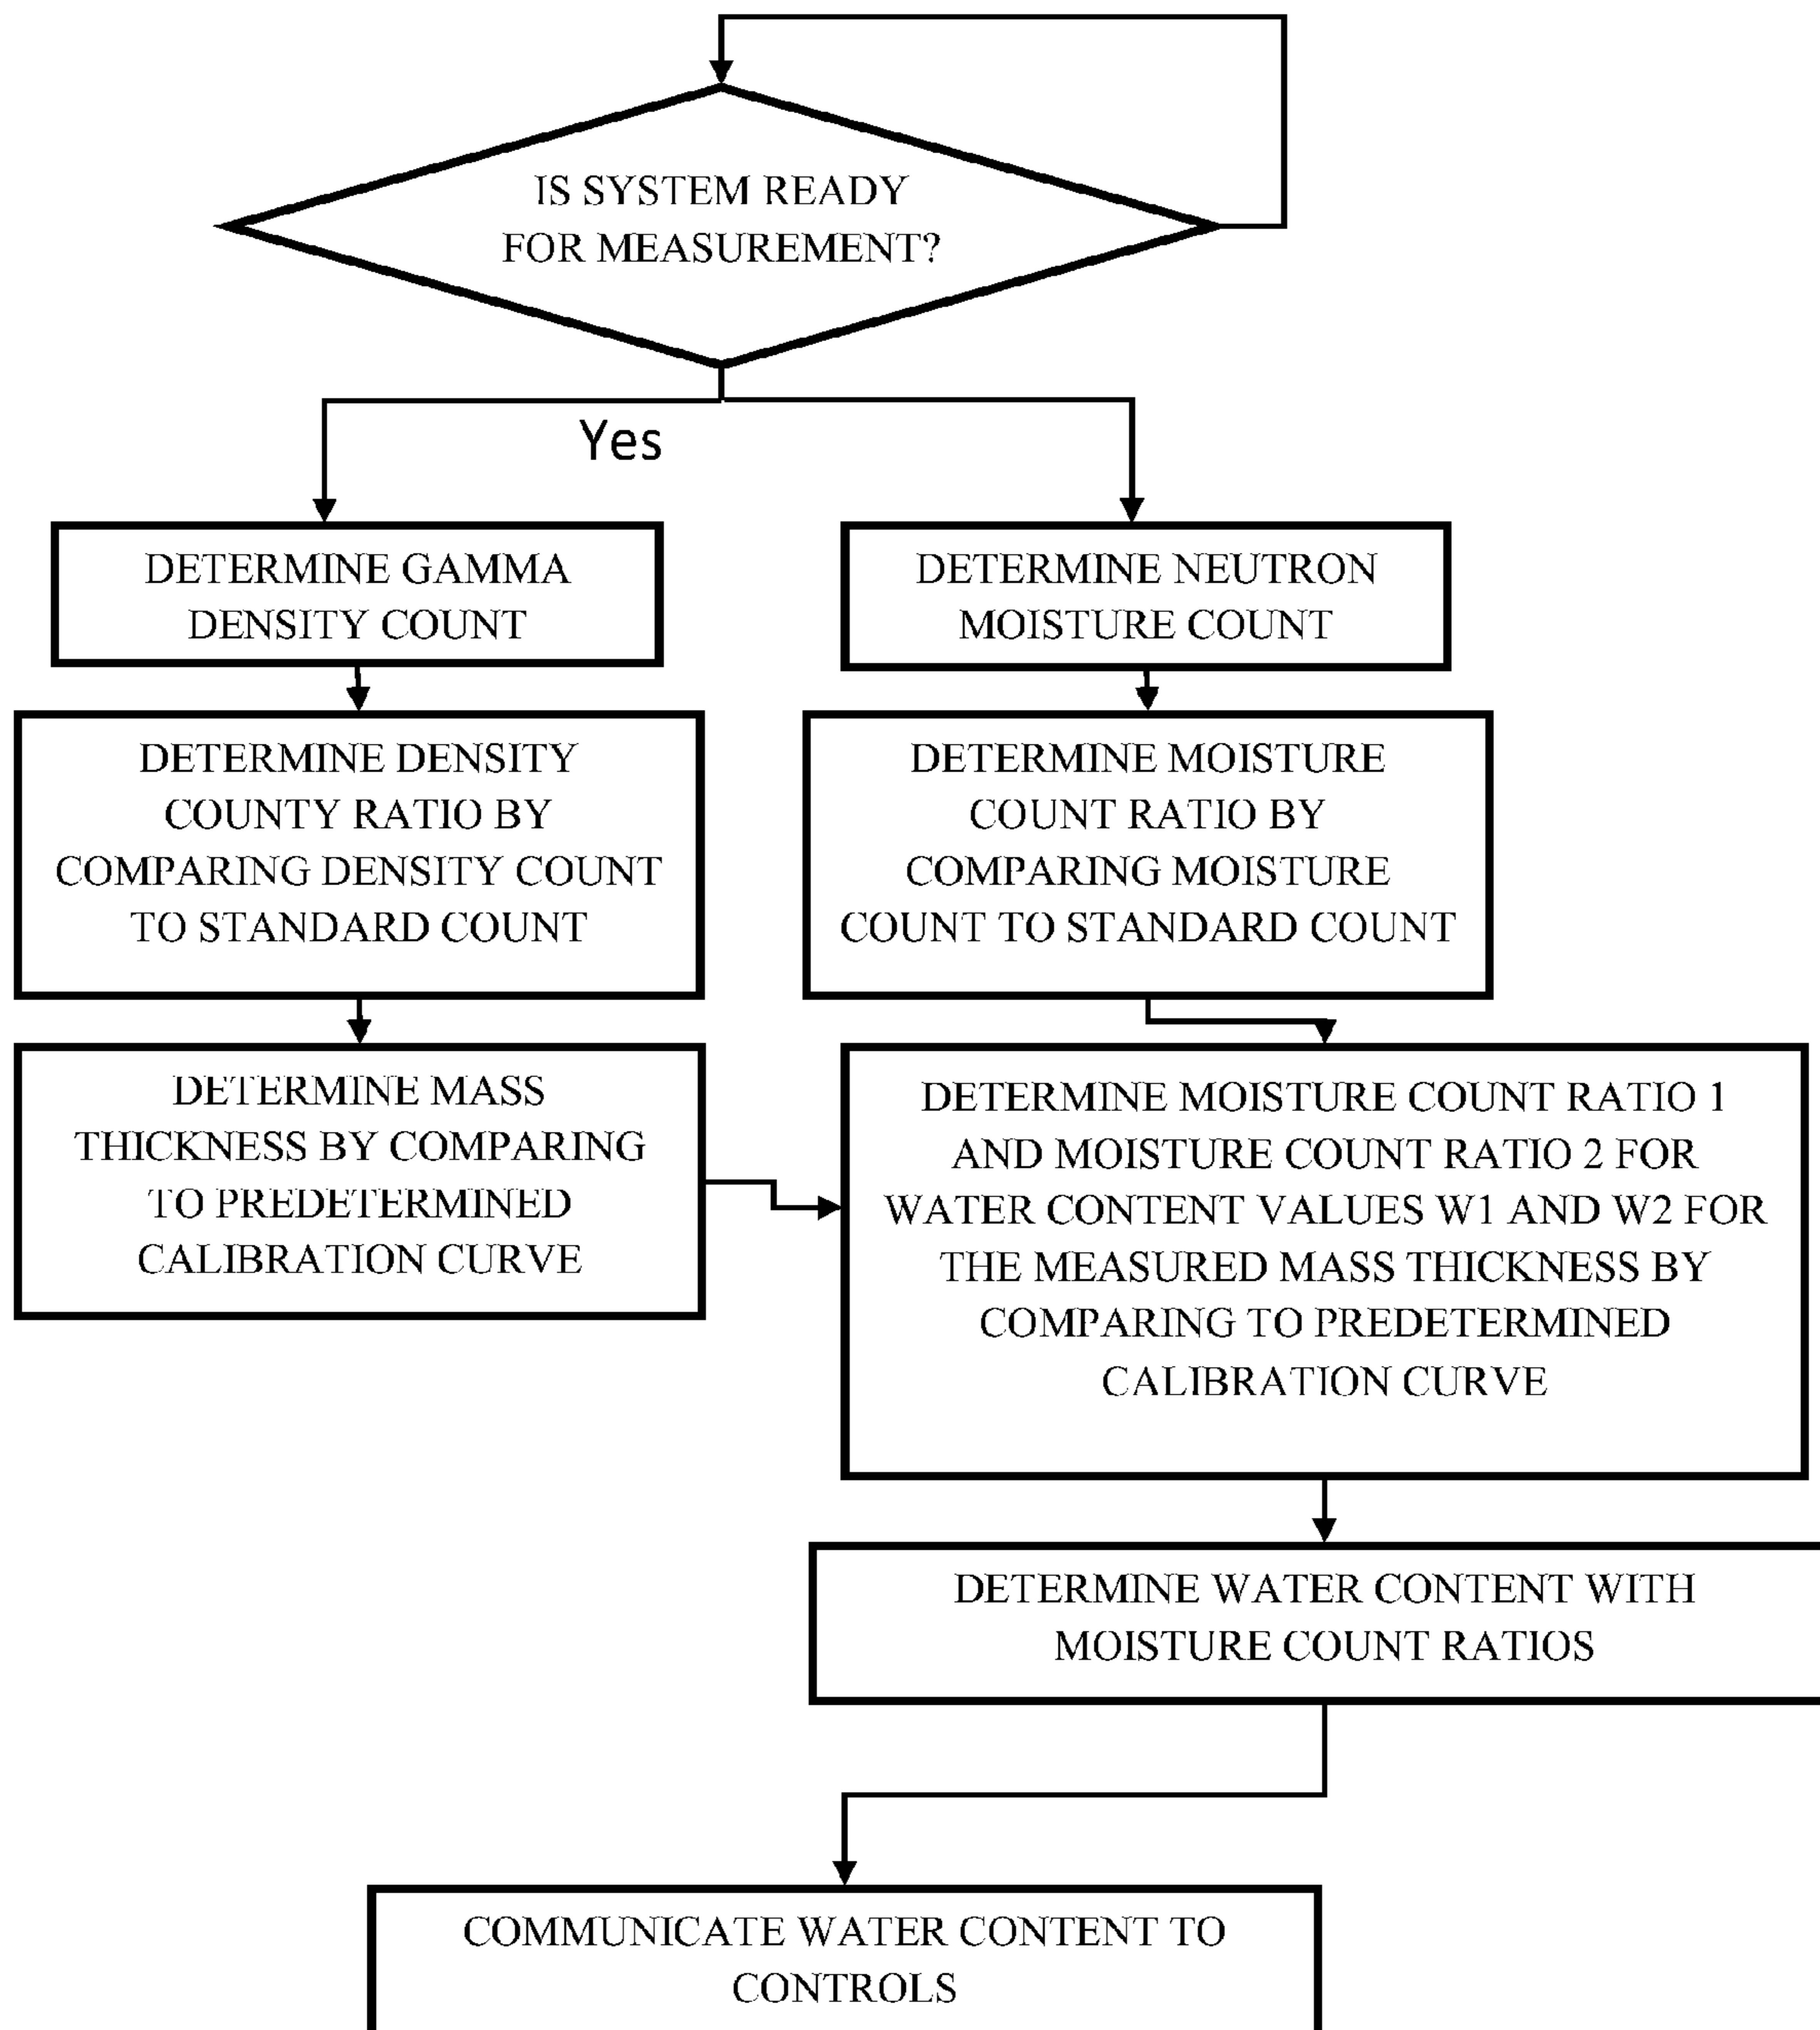 IS SYSTEM READY
FOR MEASUREMENT?
Yes
DETERMINE GAMMA
DENSITY COUNT
DETERMINE NEUTRON
MOISTURE COUNT
DETERMINE DENSITY
COUNTY RATIO BY
COMPARING DENSITY COUNT
TO STANDARD COUNT
DETERMINE MOISTURE
COUNT RATIO BY
COMPARING MOISTURE
COUNT TO STANDARD COUNT
DETERMINE MASS
THICKNESS BY COMPARING
TO PREDETERMINED
CALIBRATION CURVE
DETERMINE MOISTURE COUNT RATIO 1
AND MOISTURE COUNT RATIO 2 FOR
WATER CONTENT VALUES W1 AND W2 FOR
THE MEASURED MASS THICKNESS BY
COMPARING TO PREDETERMINED
CALIBRATION CURVE
DETERMINE WATER CONTENT WITH
MOISTURE COUNT RATIOS
COMMUNICATE WATER CONTENT TO
CONTROLS